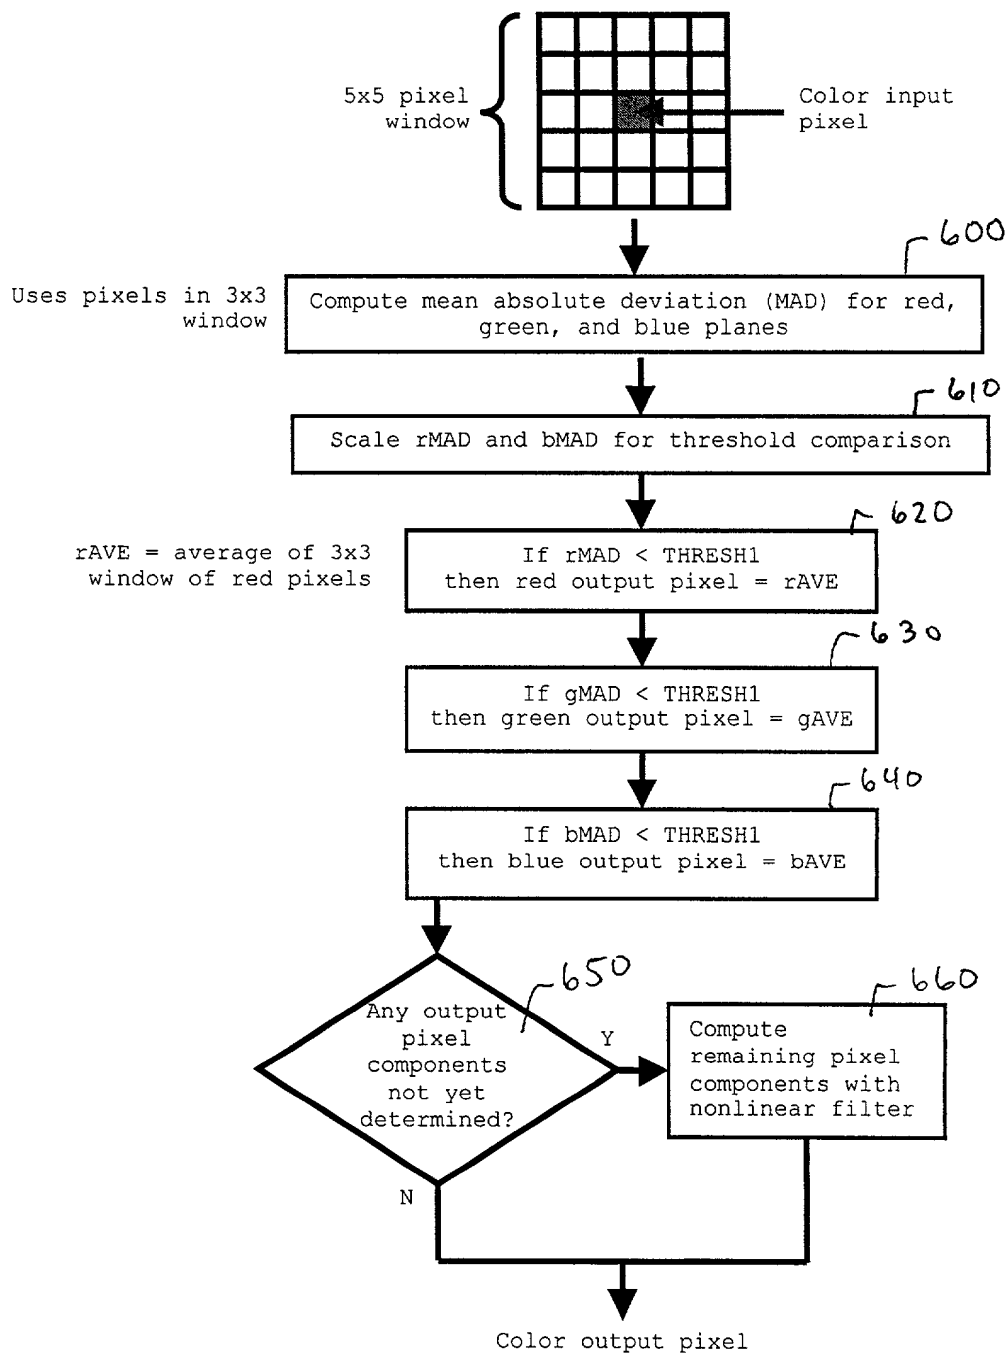 5x5 pixel
window
Color input
pixel
600
Uses pixels in 3x3
window
Compute mean absolute deviation (MAD) for red,
green, and blue planes
610
Scale rMAD and bMAD for threshold comparison
620
rAVE = average of 3x3
window of red pixels
If rMAD < THRESH1
then red output pixel = rAVE
630
If gMAD < THRESH1
then green output pixel = gAVE
640
If bMAD < THRESH1
then blue output pixel = bAVE
650
Any output
pixel
components
not yet
determined?
Y
N
660
Compute
remaining pixel
components with
nonlinear filter
Color output pixel